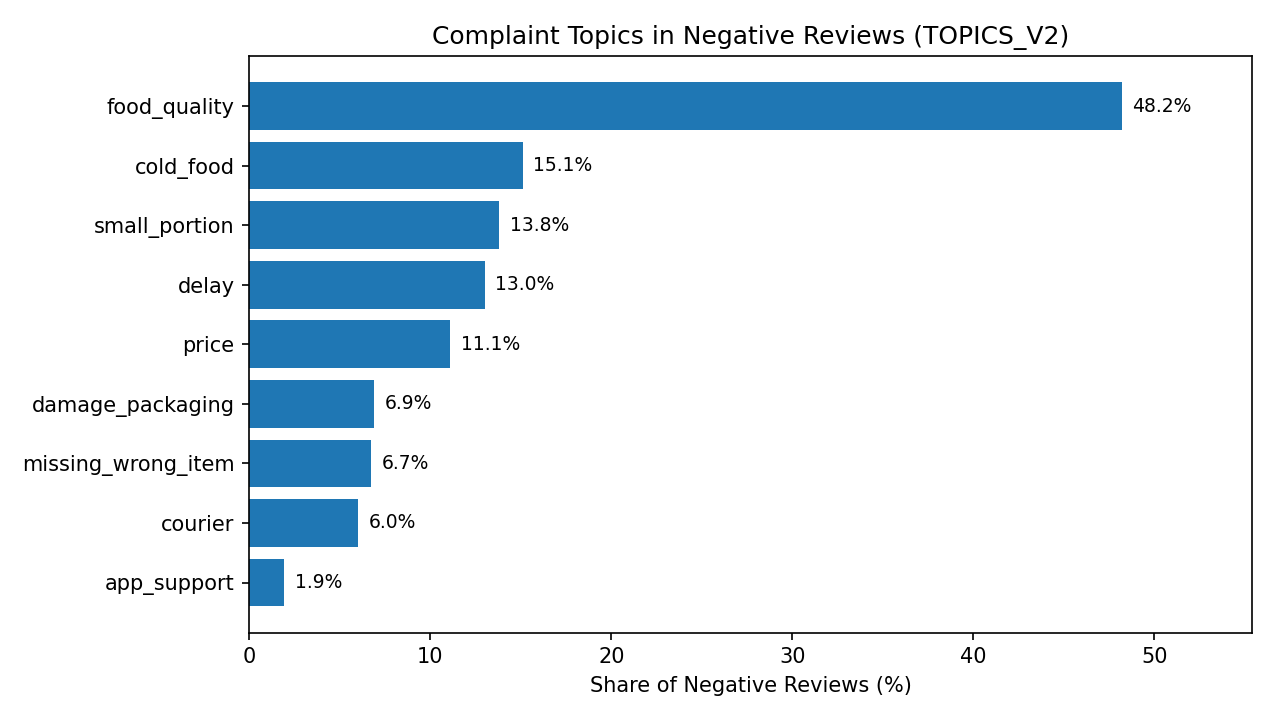 Complaint Topics in Negative Reviews (TOPICS_V2)
food_quality 48.2%
cold_food 15.1%
small_portion 13.8%
delay 13.0%
price 11.1%
damage_packaging 6.9%
missing_wrong_item 6.7%
courier 6.0%
app_support 1.9%
0 10 20 30 40 50
Share of Negative Reviews (%)